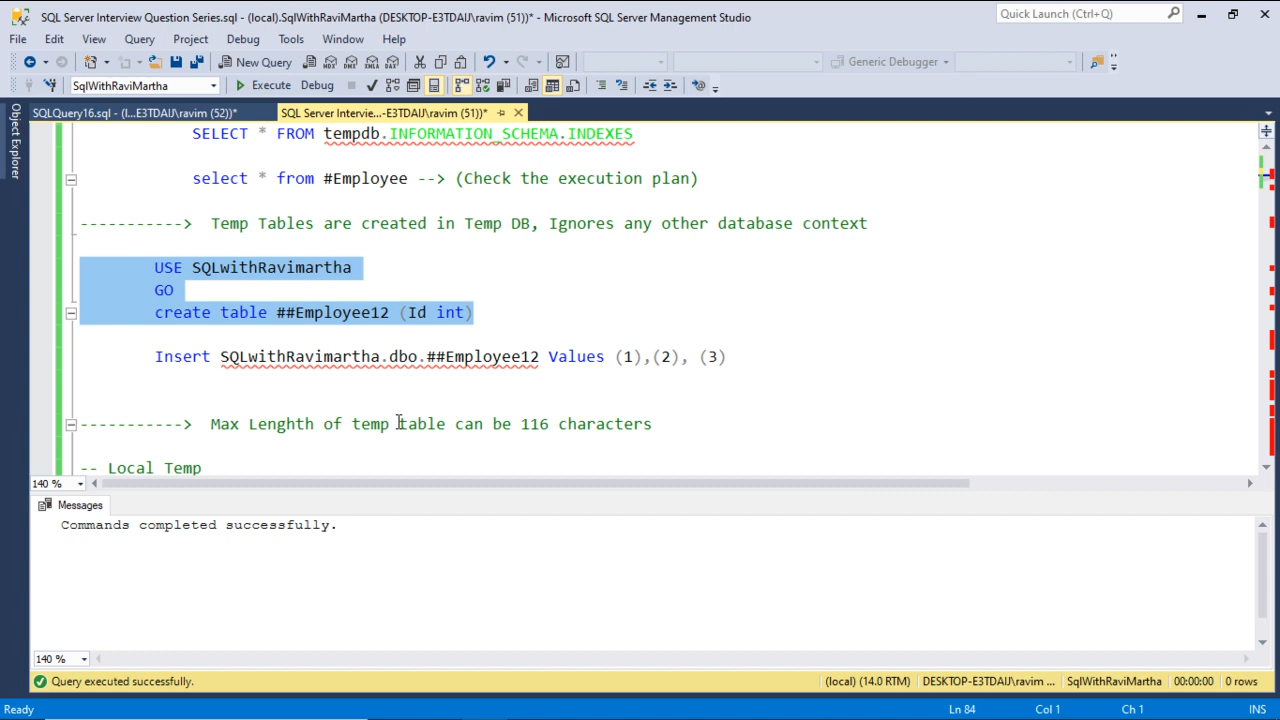 SQL Server Interview Question Series.sql - (local).SqlWithRaviMartha (DESKTOP-E3TDAIJ\ravim (51))* - Microsoft SQL Server Management Studio
Quick Launch (Ctrl+Q)
File Edit View Query Project Debug Tools Window Help
New Query
Generic Debugger
SqlWithRaviMartha
Execute Debug
SQLQuery16.sql - (l...E3TDAIJ\ravim (52))*
SQL Server Intervie...-E3TDAIJ\ravim (51))*
Object Explorer
SELECT * FROM tempdb.INFORMATION_SCHEMA.INDEXES
select * from #Employee --> (Check the execution plan)
-----------> Temp Tables are created in Temp DB, Ignores any other database context
USE SQLwithRavimartha
GO
create table ##Employee12 (Id int)
Insert SQLwithRavimartha.dbo.##Employee12 Values (1),(2), (3)
-----------> Max Lenghth of temp table can be 116 characters
-- Local Temp
140 %
Messages
Commands completed successfully.
140 %
Query executed successfully.
(local) (14.0 RTM)
DESKTOP-E3TDAIJ\ravim ...
SqlWithRaviMartha
00:00:00
0 rows
Ready
Ln 84
Col 1
Ch 1
INS